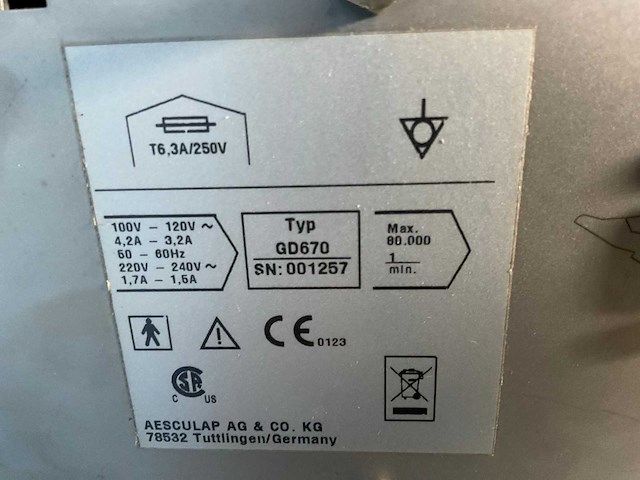 T6,3A/250V
100V – 120V ~
4,2A – 3,2A
50 – 60Hz
220V – 240V ~
1,7A – 1,5A
Typ
GD670
SN: 001257
Max.
80.000
1
min.
CE 0123
C SA US
AESCULAP AG & CO. KG
78532 Tuttlingen/Germany